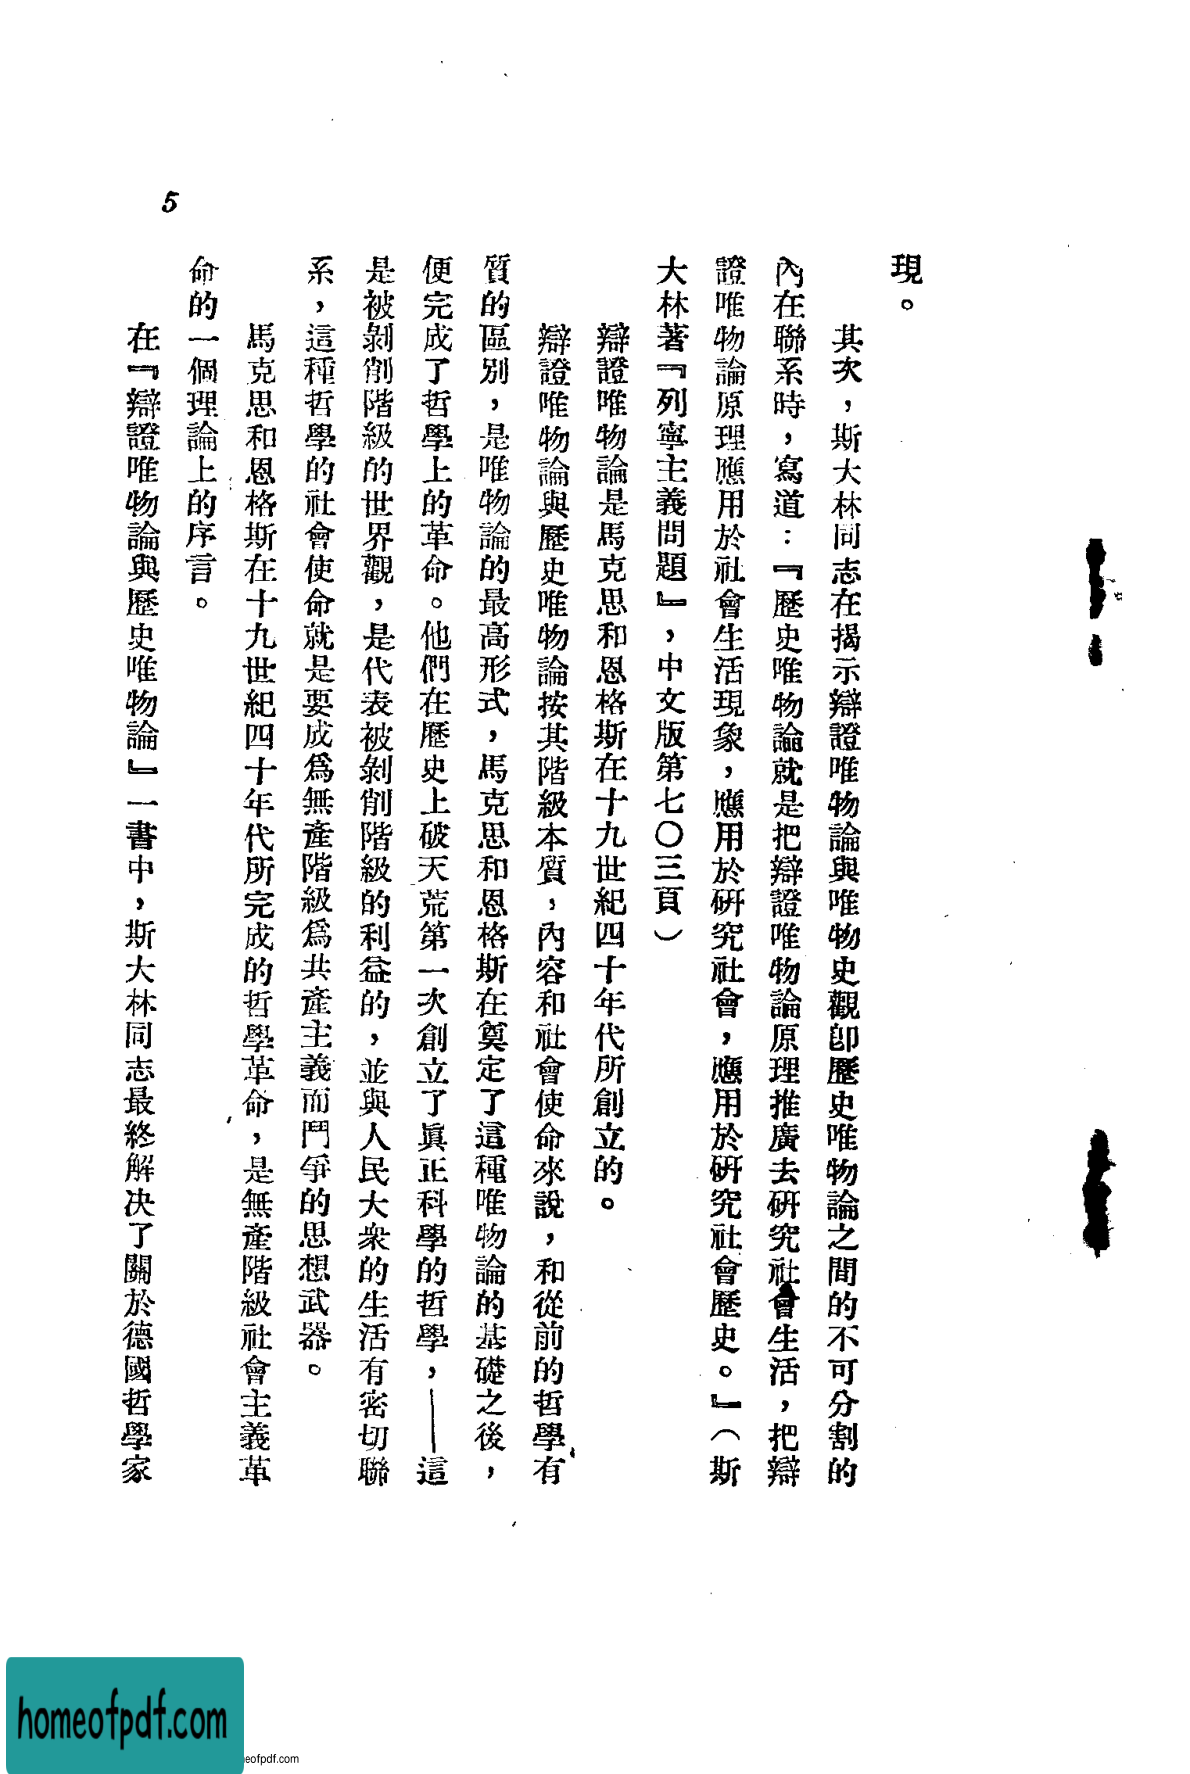 現。
其次，斯大林同志在揭示辯證唯物論與唯物史觀卽歷史唯物論之間的不可分割的
內在聯系時，寫道：『歷史唯物論就是把辯證唯物論原理推廣去研究社會生活，把辯
證唯物論原理應用於社會生活現象，應用於研究社會，應用於研究社會歷史。』（斯
大林著『列寧主義問題』，中文版第七〇三頁）
辯證唯物論是馬克思和恩格斯在十九世紀四十年代所創立的。
辯證唯物論與歷史唯物論按其階級本質，內容和社會使命來說，和從前的哲學有
質的區別，是唯物論的最高形式，馬克思和恩格斯在奠定了這種唯物論的基礎之後，
便完成了哲學上的革命。他們在歷史上破天荒第一次創立了眞正科學的哲學，——這
是被剝削階級的世界觀，是代表被剝削階級的利益的，並與人民大衆的生活有密切聯
系，這種哲學的社會使命就是要成爲無產階級爲共產主義而鬥爭的思想武器。
馬克思和恩格斯在十九世紀四十年代所完成的哲學革命，是無產階級社會主義革
命的一個理論上的序言。
在『辯證唯物論與歷史唯物論』一書中，斯大林同志最終解决了關於德國哲學家
5
homeofpdf.com
eofpdf.com